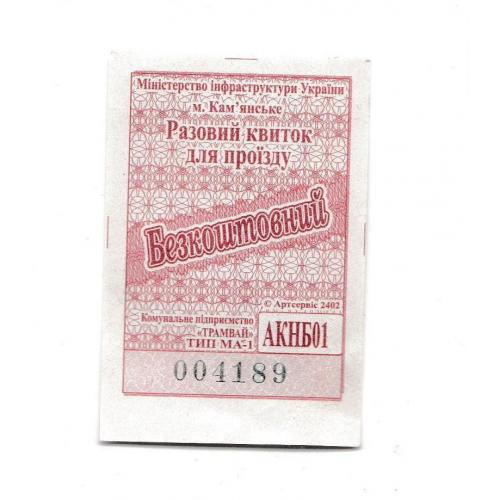 Міністерство інфраструктури України
м. Кам'янське
Разовий квиток
для проїзду
Безкоштовний
© Артсервіс 2402
Комунальне підприємство
«ТРАМВАЙ»
ТИП МА-1
АКНБ01
004189